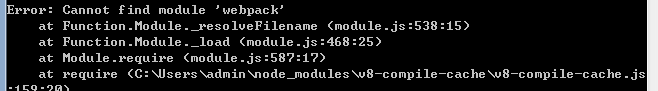 Error: Cannot find module 'webpack'
at Function.Module._resolveFilename (module.js:538:15)
at Function.Module._load (module.js:468:25)
at Module.require (module.js:587:17)
at require (C:\Users\admin\node_modules\v8-compile-cache\v8-compile-cache.js
:159:20)